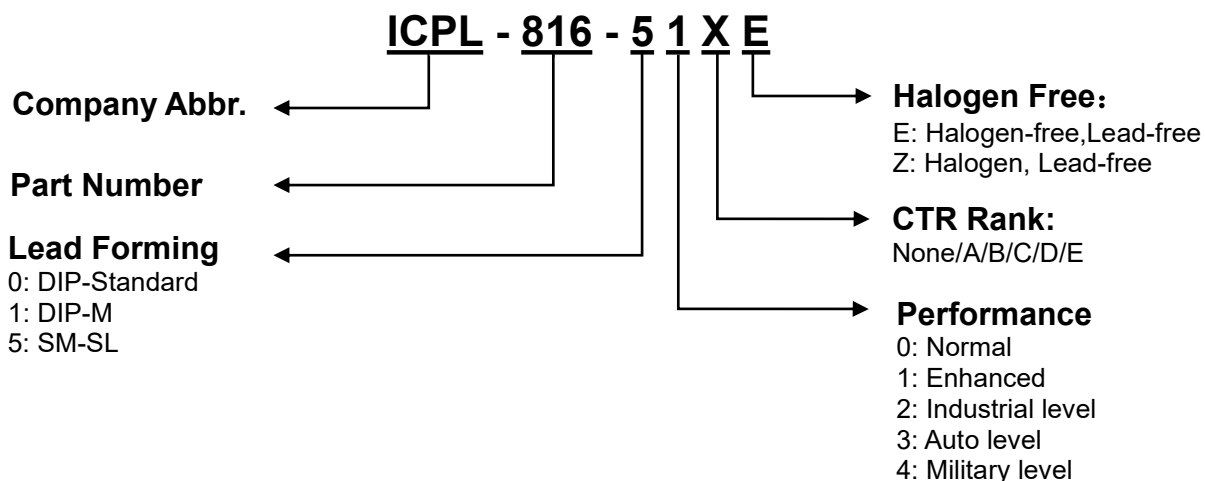 ICPL - 816 - 5 1 X E
Company Abbr.
Part Number
Lead Forming
0: DIP-Standard
1: DIP-M
5: SM-SL
Halogen Free：
E: Halogen-free,Lead-free
Z: Halogen, Lead-free
CTR Rank:
None/A/B/C/D/E
Performance
0: Normal
1: Enhanced
2: Industrial level
3: Auto level
4: Military level